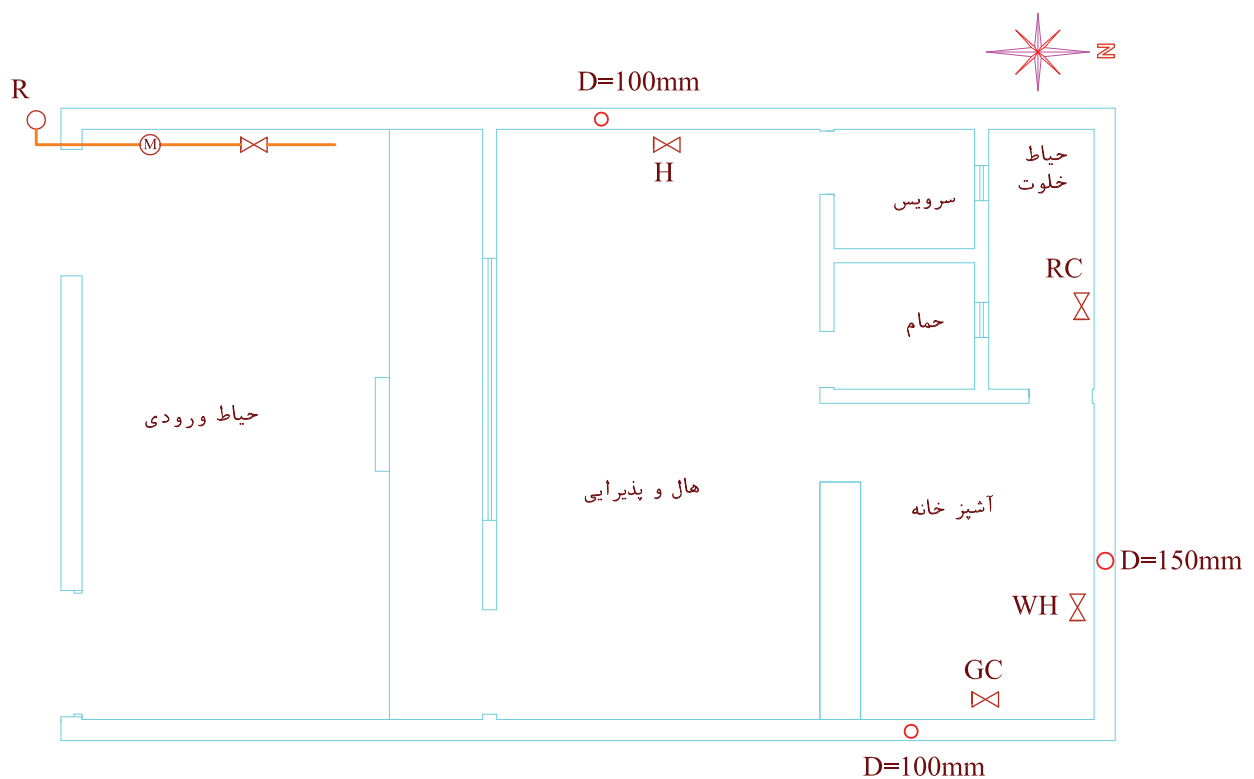 N
D=100mm
R
M
H
حیاط
خلوت
سرویس
RC
حمام
حیاط ورودی
هال و پذیرایی
آشپز خانه
D=150mm
WH
GC
D=100mm